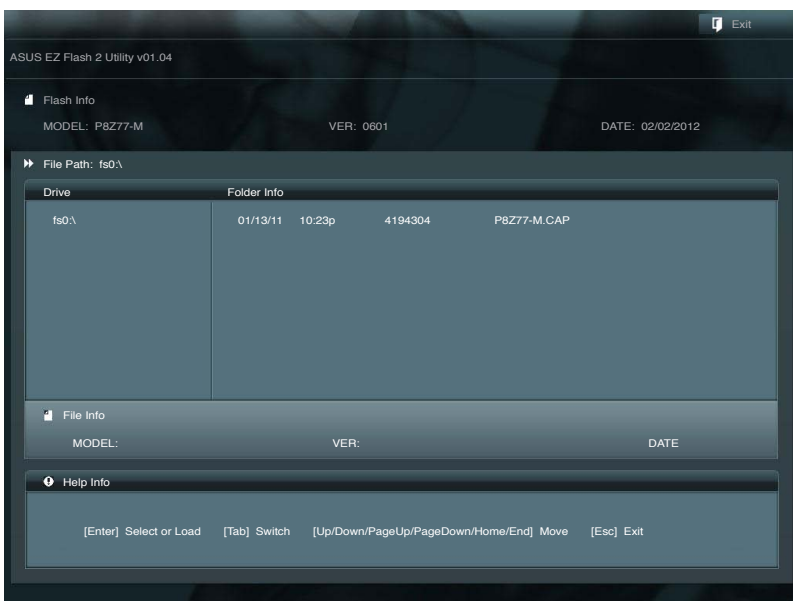 Exit
ASUS EZ Flash 2 Utility v01.04
Flash Info
MODEL: P8Z77-M VER: 0601 DATE: 02/02/2012
File Path: fs0:\
Drive Folder Info
fs0:\ 01/13/11 10:23p 4194304 P8Z77-M.CAP
File Info
MODEL: VER: DATE
Help Info
[Enter] Select or Load [Tab] Switch [Up/Down/PageUp/PageDown/Home/End] Move [Esc] Exit